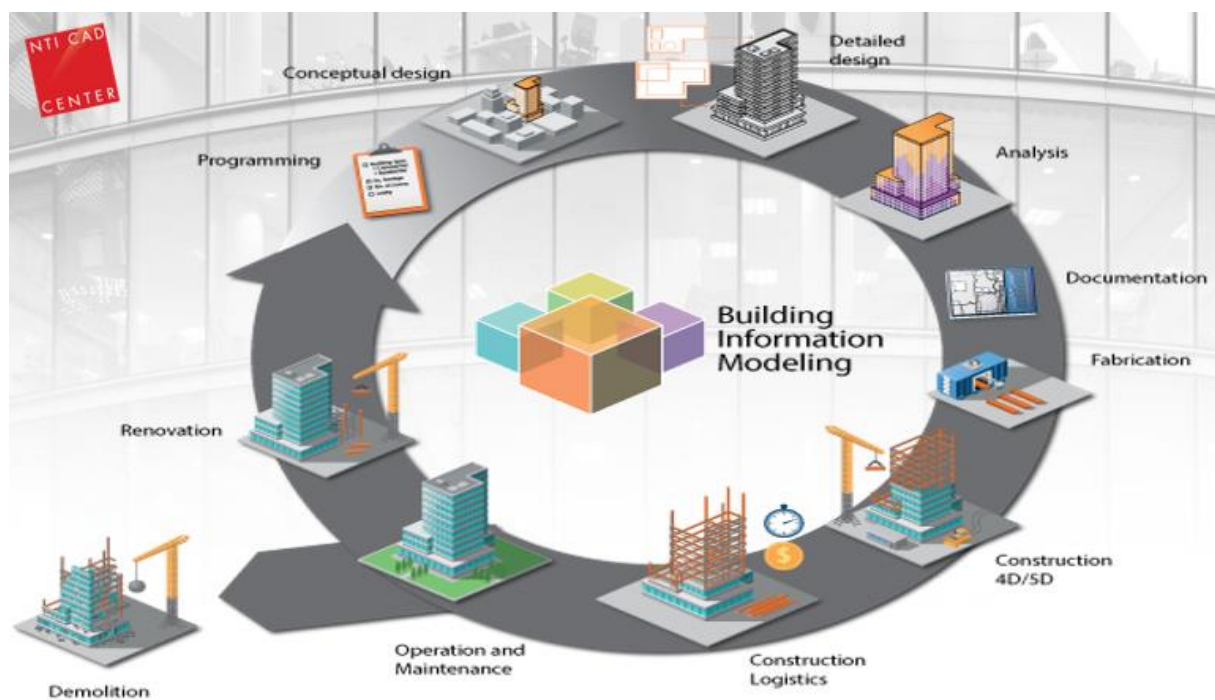 NTI CAD
CENTER
Conceptual design
Detailed
design
Programming
Analysis
Building
Information
Modeling
Documentation
Fabrication
Renovation
Construction
4D/5D
Operation and
Maintenance
Construction
Logistics
Demolition
$